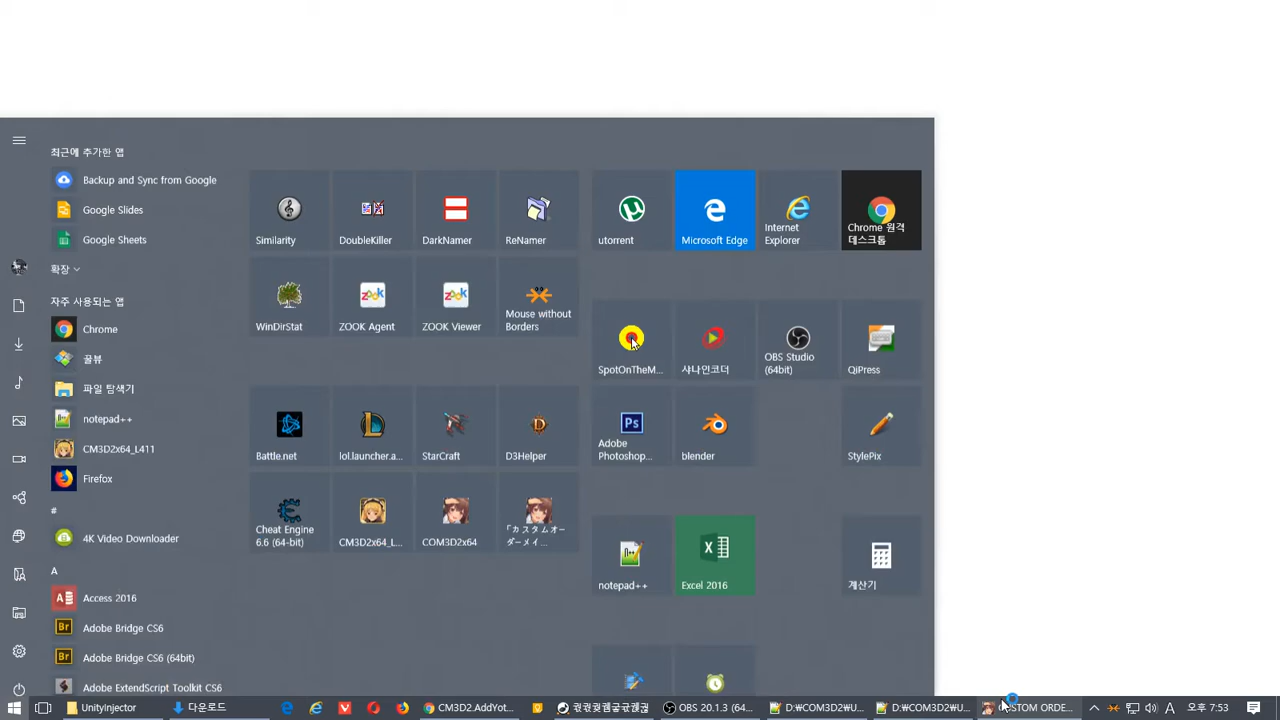 최근에 추가한 앱
Backup and Sync from Google
Google Slides
Google Sheets
확장
자주 사용되는 앱
Chrome
꿀뷰
파일 탐색기
notepad++
CM3D2x64_L411
Firefox
#
4K Video Downloader
A
Access 2016
Adobe Bridge CS6
Adobe Bridge CS6 (64bit)
Adobe ExtendScript Toolkit CS6
Similarity
DoubleKiller
DarkNamer
ReNamer
WinDirStat
ZOOK Agent
ZOOK Viewer
Mouse without
Borders
Battle.net
lol.launcher.a...
StarCraft
D3Helper
Cheat Engine
6.6 (64-bit)
CM3D2x64_L...
COM3D2x64
「カスタムオー
ダーメイ...
utorrent
Microsoft Edge
Internet
Explorer
Chrome 원격
데스크톱
SpotOnTheM...
샤나인코더
OBS Studio
(64bit)
QiPress
Adobe
Photoshop...
blender
StylePix
notepad++
Excel 2016
계산기
UnityInjector
다운로드
CM3D2.AddYot...
OBS 20.1.3 (64...
D:₩COM3D2₩U...
D:₩COM3D2₩U...
CUSTOM ORDE...
A
오후 7:53